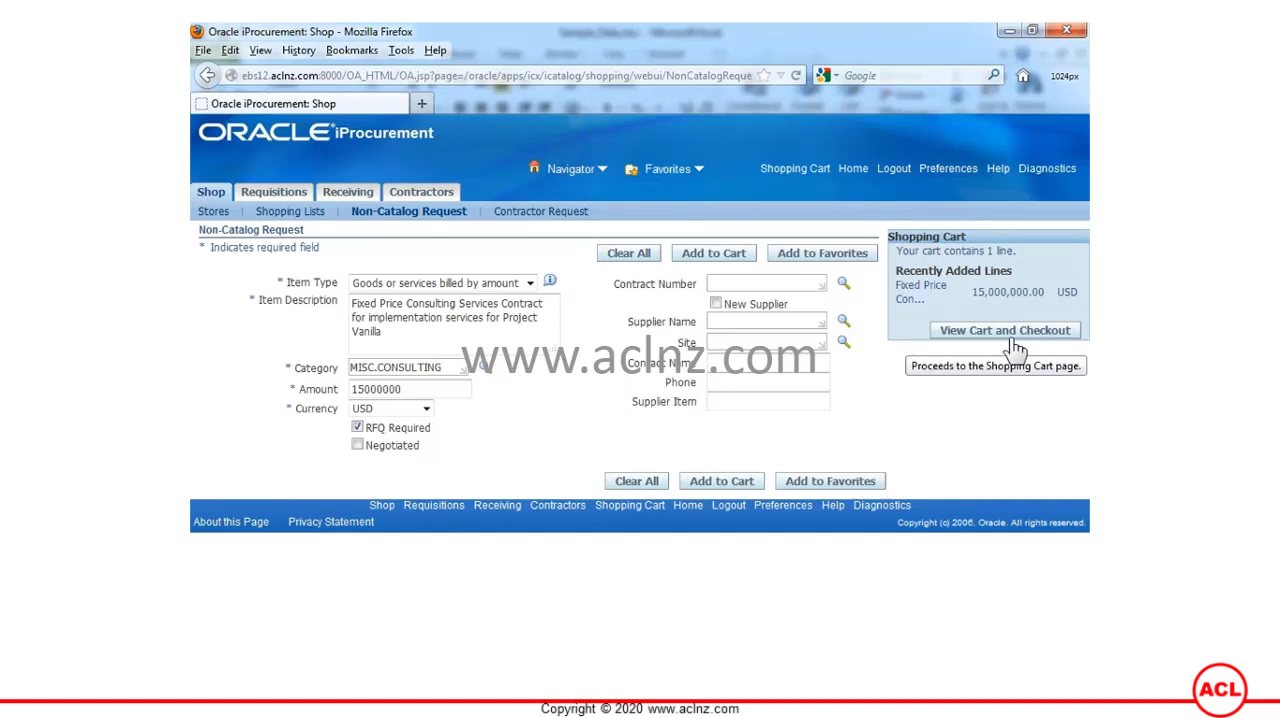 Oracle iProcurement: Shop - Mozilla Firefox
File Edit View History Bookmarks Tools Help
ebs12.aclnz.com:8000/OA_HTML/OA.jsp?page=/oracle/apps/icx/icatalog/shopping/webui/NonCatalogReque Google 1024px
Oracle iProcurement: Shop +
ORACLE iProcurement
Navigator Favorites Shopping Cart Home Logout Preferences Help Diagnostics
Shop Requisitions Receiving Contractors
Stores | Shopping Lists | Non-Catalog Request | Contractor Request
Non-Catalog Request
* Indicates required field
Clear All Add to Cart Add to Favorites
* Item Type Goods or services billed by amount
* Item Description Fixed Price Consulting Services Contract
for implementation services for Project
Vanilla
* Category MISC.CONSULTING
* Amount 15000000
* Currency USD
RFQ Required
Negotiated
Contract Number
New Supplier
Supplier Name
Site
Contact Name
Phone
Supplier Item
Shopping Cart
Your cart contains 1 line.
Recently Added Lines
Fixed Price
Con... 15,000,000.00 USD
View Cart and Checkout
Proceeds to the Shopping Cart page.
www.aclnz.com
Clear All Add to Cart Add to Favorites
Shop Requisitions Receiving Contractors Shopping Cart Home Logout Preferences Help Diagnostics
About this Page Privacy Statement Copyright (c) 2006, Oracle. All rights reserved.
ACL
Copyright © 2020 www.aclnz.com